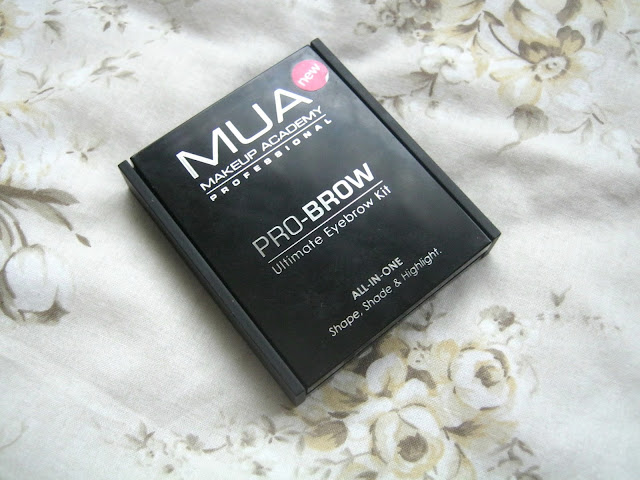 new
MUA
MAKEUP ACADEMY
PROFESSIONAL
PRO-BROW
Ultimate Eyebrow Kit
ALL-IN-ONE
Shape, Shade & Highlight.